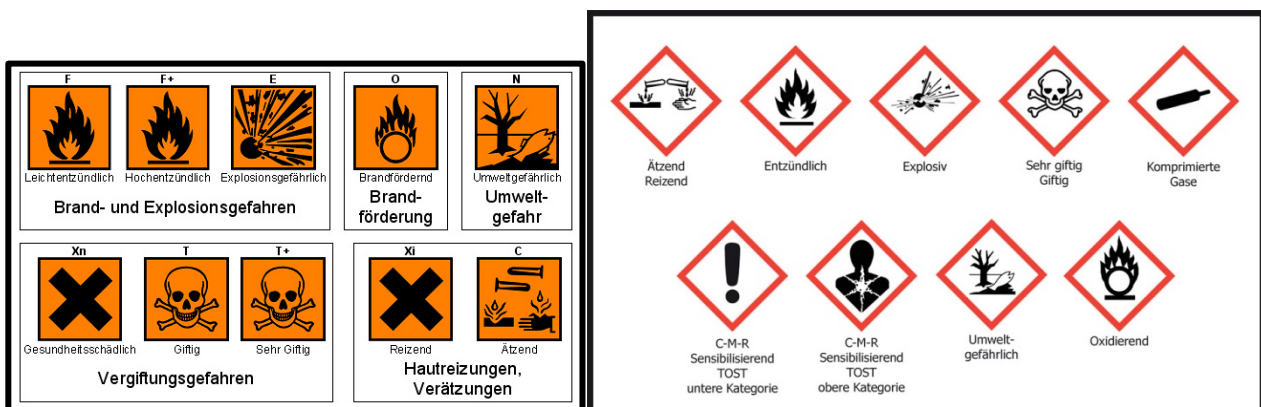 F F+ E
Leichtentzündlich Hochentzündlich Explosionsgefährlich
Brand- und Explosionsgefahren
O
Brandfördernd
Brand-
förderung
N
Umweltgefährlich
Umwelt-
gefahr
Xn T T+
Gesundheitsschädlich Giftig Sehr Giftig
Vergiftungsgefahren
Xi C
Reizend Ätzend
Hautreizungen,
Verätzungen
Ätzend
Reizend
Entzündlich
Explosiv
Sehr giftig
Giftig
Komprimierte
Gase
C-M-R
Sensibilisierend
TOST
untere Kategorie
C-M-R
Sensibilisierend
TOST
obere Kategorie
Umwelt-
gefährlich
Oxidierend